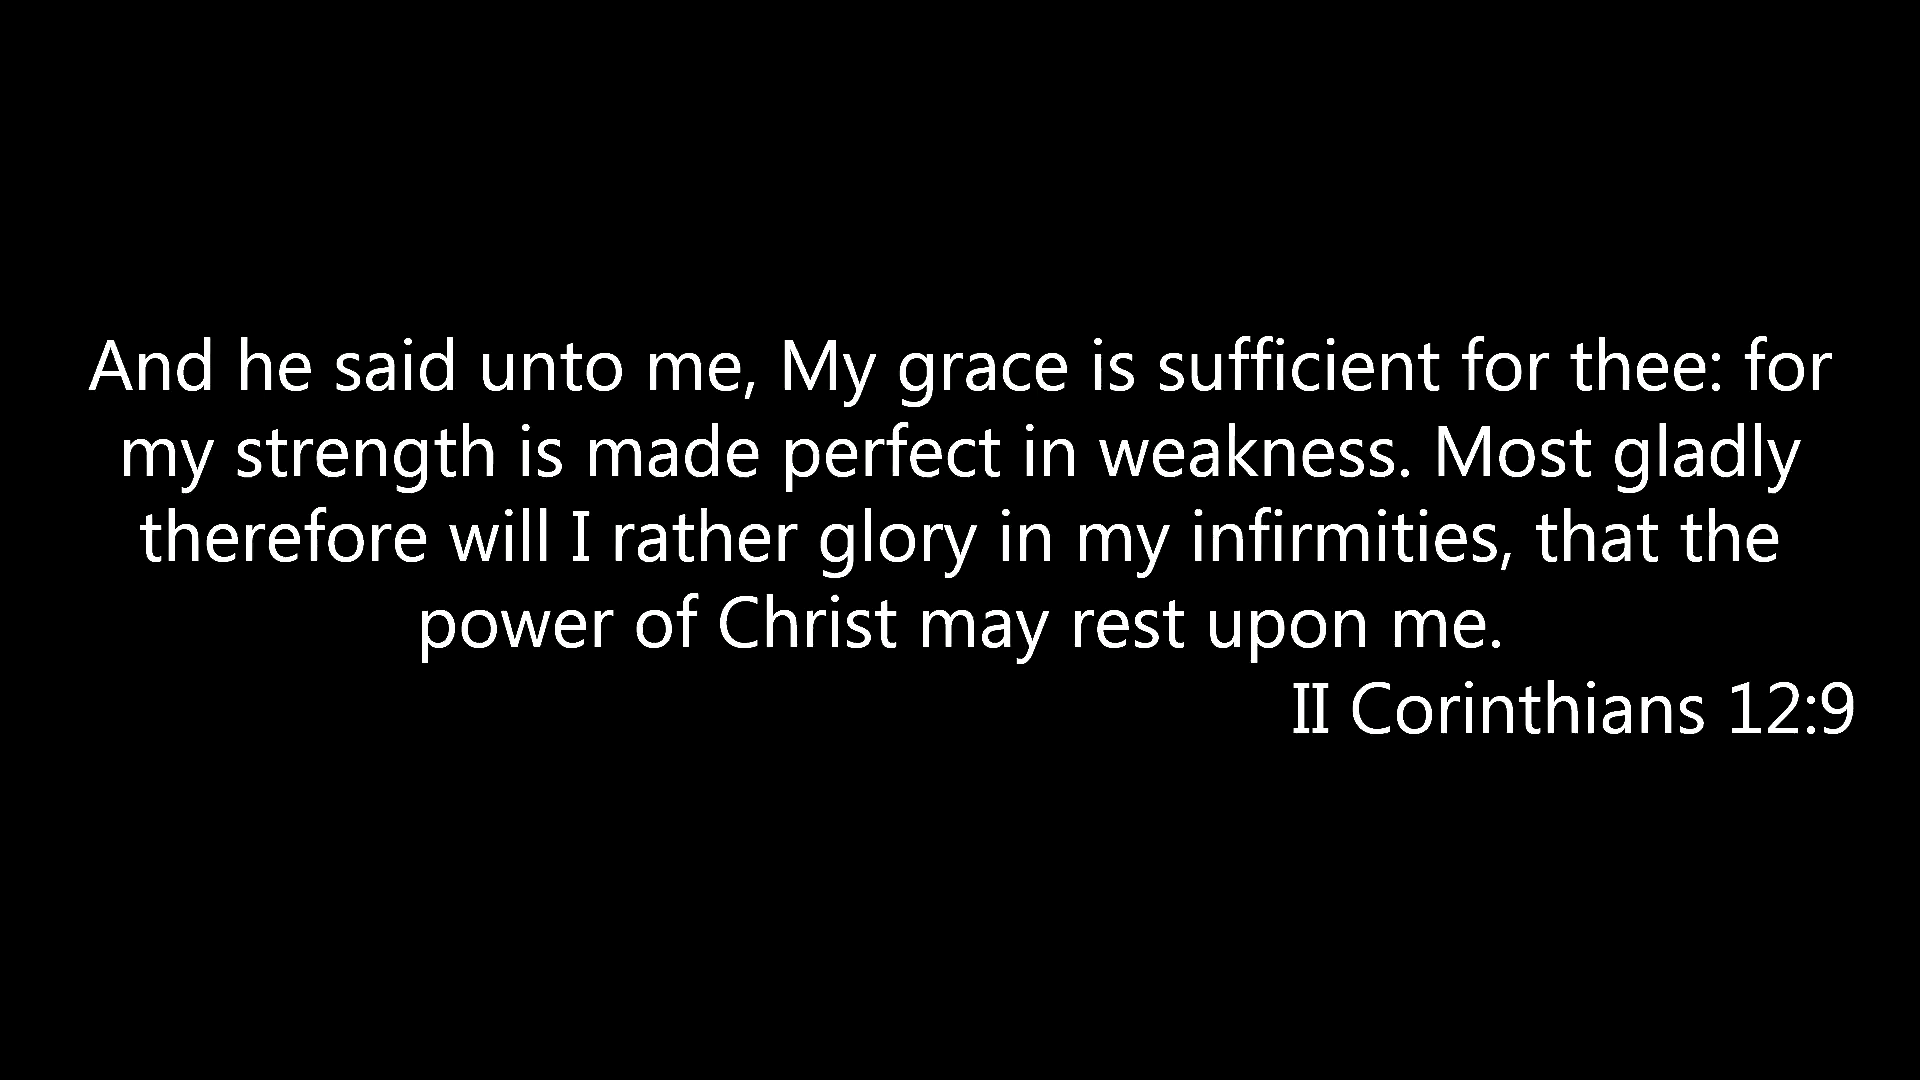 And he said unto me, My grace is sufficient for thee: for
my strength is made perfect in weakness. Most gladly
therefore will I rather glory in my infirmities, that the
power of Christ may rest upon me.
II Corinthians 12:9